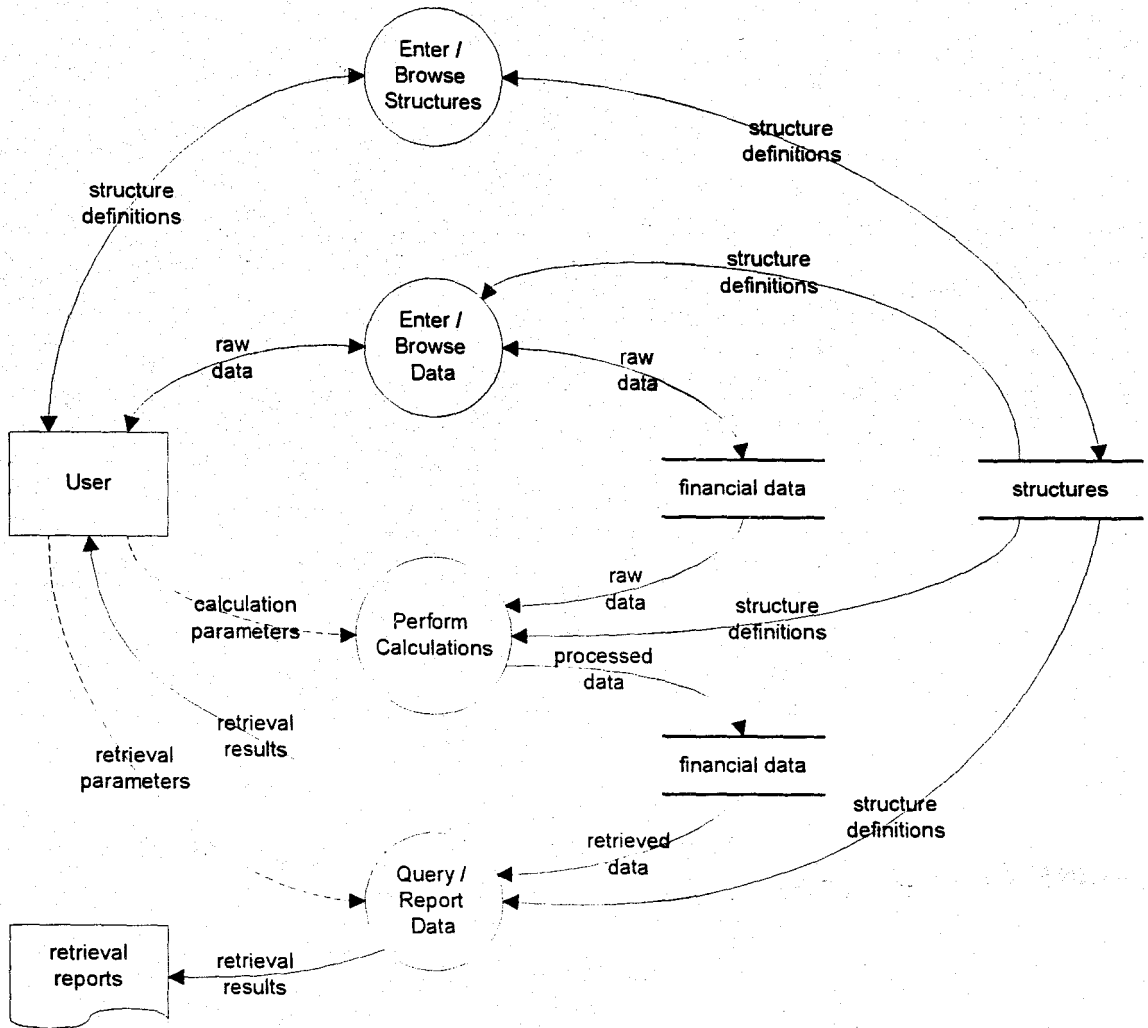 Enter /
Browse
Structures
structure
definitions
structure
definitions
structure
definitions
Enter /
Browse
Data
raw
data
raw
data
User
financial data
structures
calculation
parameters
Perform
Calculations
raw
data
structure
definitions
processed
data
retrieval
results
retrieval
parameters
financial data
structure
definitions
retrieved
data
Query /
Report
Data
retrieval
reports
retrieval
results